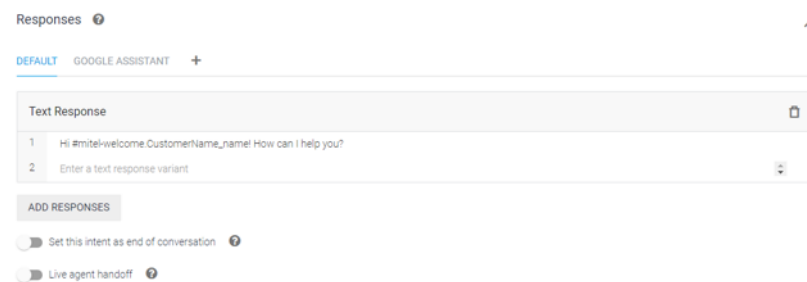 Responses
DEFAULT GOOGLE ASSISTANT +
Text Response
1 Hi #mitel-welcome.CustomerName_name! How can I help you?
2 Enter a text response variant
ADD RESPONSES
Set this intent as end of conversation
Live agent handoff